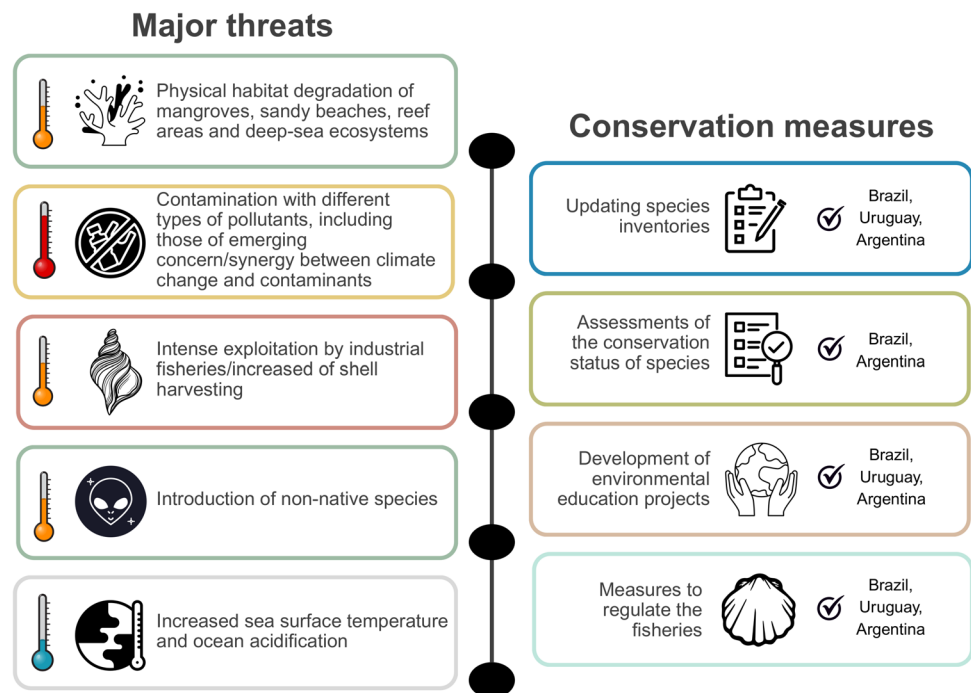 Major threats
Physical habitat degradation of
mangroves, sandy beaches, reef
areas and deep-sea ecosystems
Contamination with different
types of pollutants, including
those of emerging
concern/synergy between climate
change and contaminants
Intense exploitation by industrial
fisheries/increased of shell
harvesting
Introduction of non-native species
Increased sea surface temperature
and ocean acidification
Conservation measures
Updating species
inventories
Brazil,
Uruguay,
Argentina
Assessments of
the conservation
status of species
Brazil,
Argentina
Development of
environmental
education projects
Brazil,
Uruguay,
Argentina
Measures to
regulate the
fisheries
Brazil,
Uruguay,
Argentina